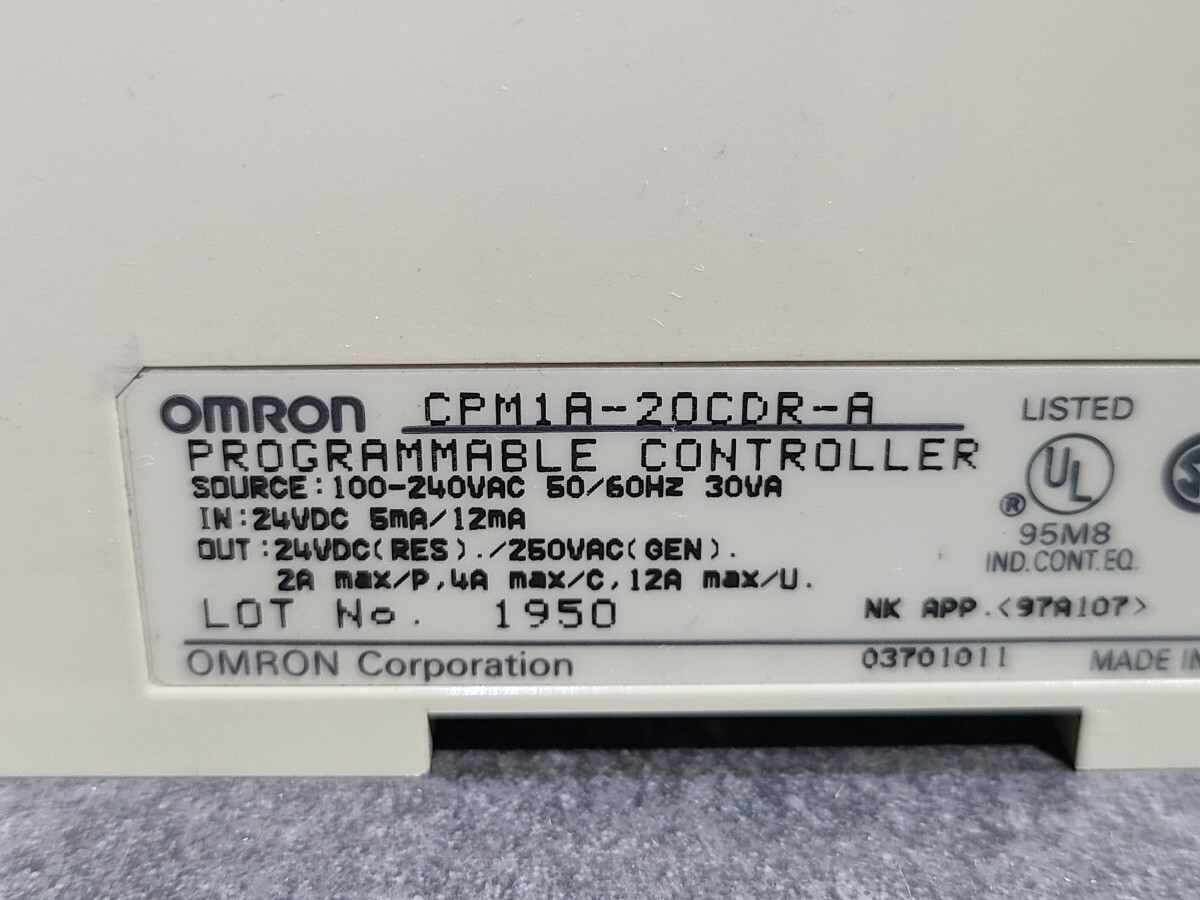 OMRON CPM1A-20CDR-A
PROGRAMMABLE CONTROLLER
SOURCE:100-240VAC 50/60Hz 30VA
IN:24VDC 5mA/12mA
OUT:24VDC(RES)./250VAC(GEN).
2A max/P,4A max/C,12A max/U.
LOT No. 1950
LISTED
UL
®
95M8
IND.CONT.EQ.
NK APP.<97A107>
OMRON Corporation 03701011 MADE IN